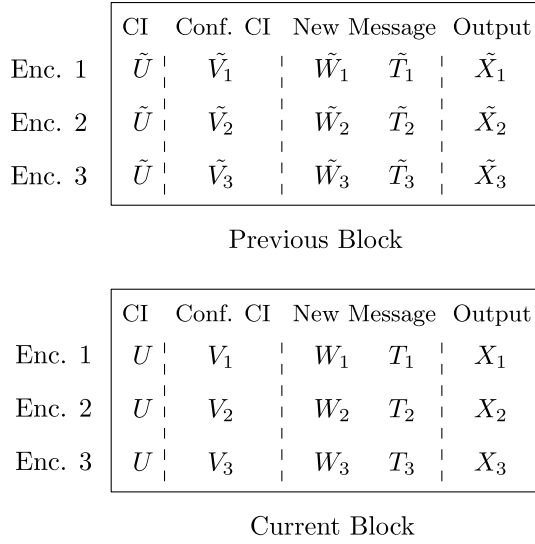 CI Conf. CI New Message Output
Enc. 1 Ũ Ṽ₁ W̃₁ T̃₁ X̃₁
Enc. 2 Ũ Ṽ₂ W̃₂ T̃₂ X̃₂
Enc. 3 Ũ Ṽ₃ W̃₃ T̃₃ X̃₃
Previous Block
CI Conf. CI New Message Output
Enc. 1 U V₁ W₁ T₁ X₁
Enc. 2 U V₂ W₂ T₂ X₂
Enc. 3 U V₃ W₃ T₃ X₃
Current Block